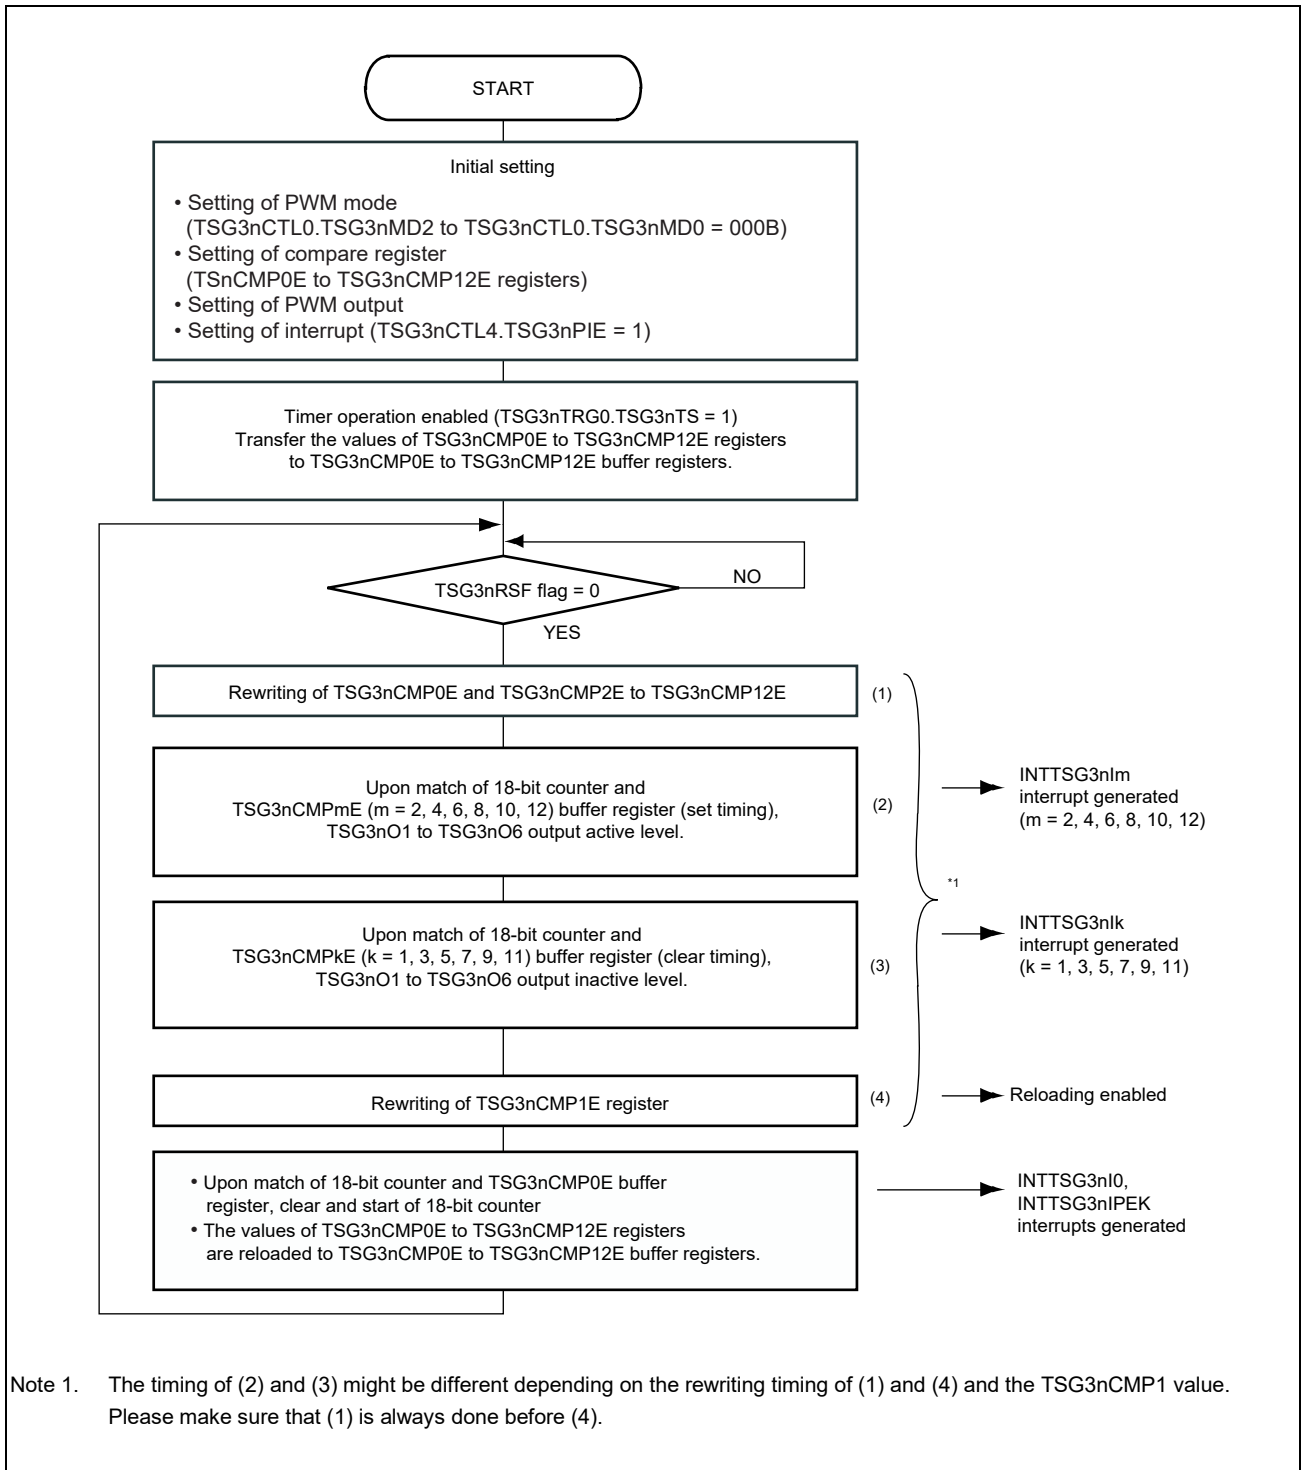 START
Initial setting
• Setting of PWM mode
(TSG3nCTL0.TSG3nMD2 to TSG3nCTL0.TSG3nMD0 = 000B)
• Setting of compare register
(TSnCMP0E to TSG3nCMP12E registers)
• Setting of PWM output
• Setting of interrupt (TSG3nCTL4.TSG3nPIE = 1)
Timer operation enabled (TSG3nTRG0.TSG3nTS = 1)
Transfer the values of TSG3nCMP0E to TSG3nCMP12E registers
to TSG3nCMP0E to TSG3nCMP12E buffer registers.
TSG3nRSF flag = 0
NO
YES
Rewriting of TSG3nCMP0E and TSG3nCMP2E to TSG3nCMP12E
(1)
Upon match of 18-bit counter and
TSG3nCMPmE (m = 2, 4, 6, 8, 10, 12) buffer register (set timing),
TSG3nO1 to TSG3nO6 output active level.
(2)
INTTSG3nIm
interrupt generated
(m = 2, 4, 6, 8, 10, 12)
*1
Upon match of 18-bit counter and
TSG3nCMPkE (k = 1, 3, 5, 7, 9, 11) buffer register (clear timing),
TSG3nO1 to TSG3nO6 output inactive level.
(3)
INTTSG3nIk
interrupt generated
(k = 1, 3, 5, 7, 9, 11)
Rewriting of TSG3nCMP1E register
(4)
Reloading enabled
• Upon match of 18-bit counter and TSG3nCMP0E buffer
register, clear and start of 18-bit counter
• The values of TSG3nCMP0E to TSG3nCMP12E registers
are reloaded to TSG3nCMP0E to TSG3nCMP12E buffer registers.
INTTSG3nI0,
INTTSG3nIPEK
interrupts generated
Note 1. The timing of (2) and (3) might be different depending on the rewriting timing of (1) and (4) and the TSG3nCMP1 value.
Please make sure that (1) is always done before (4).